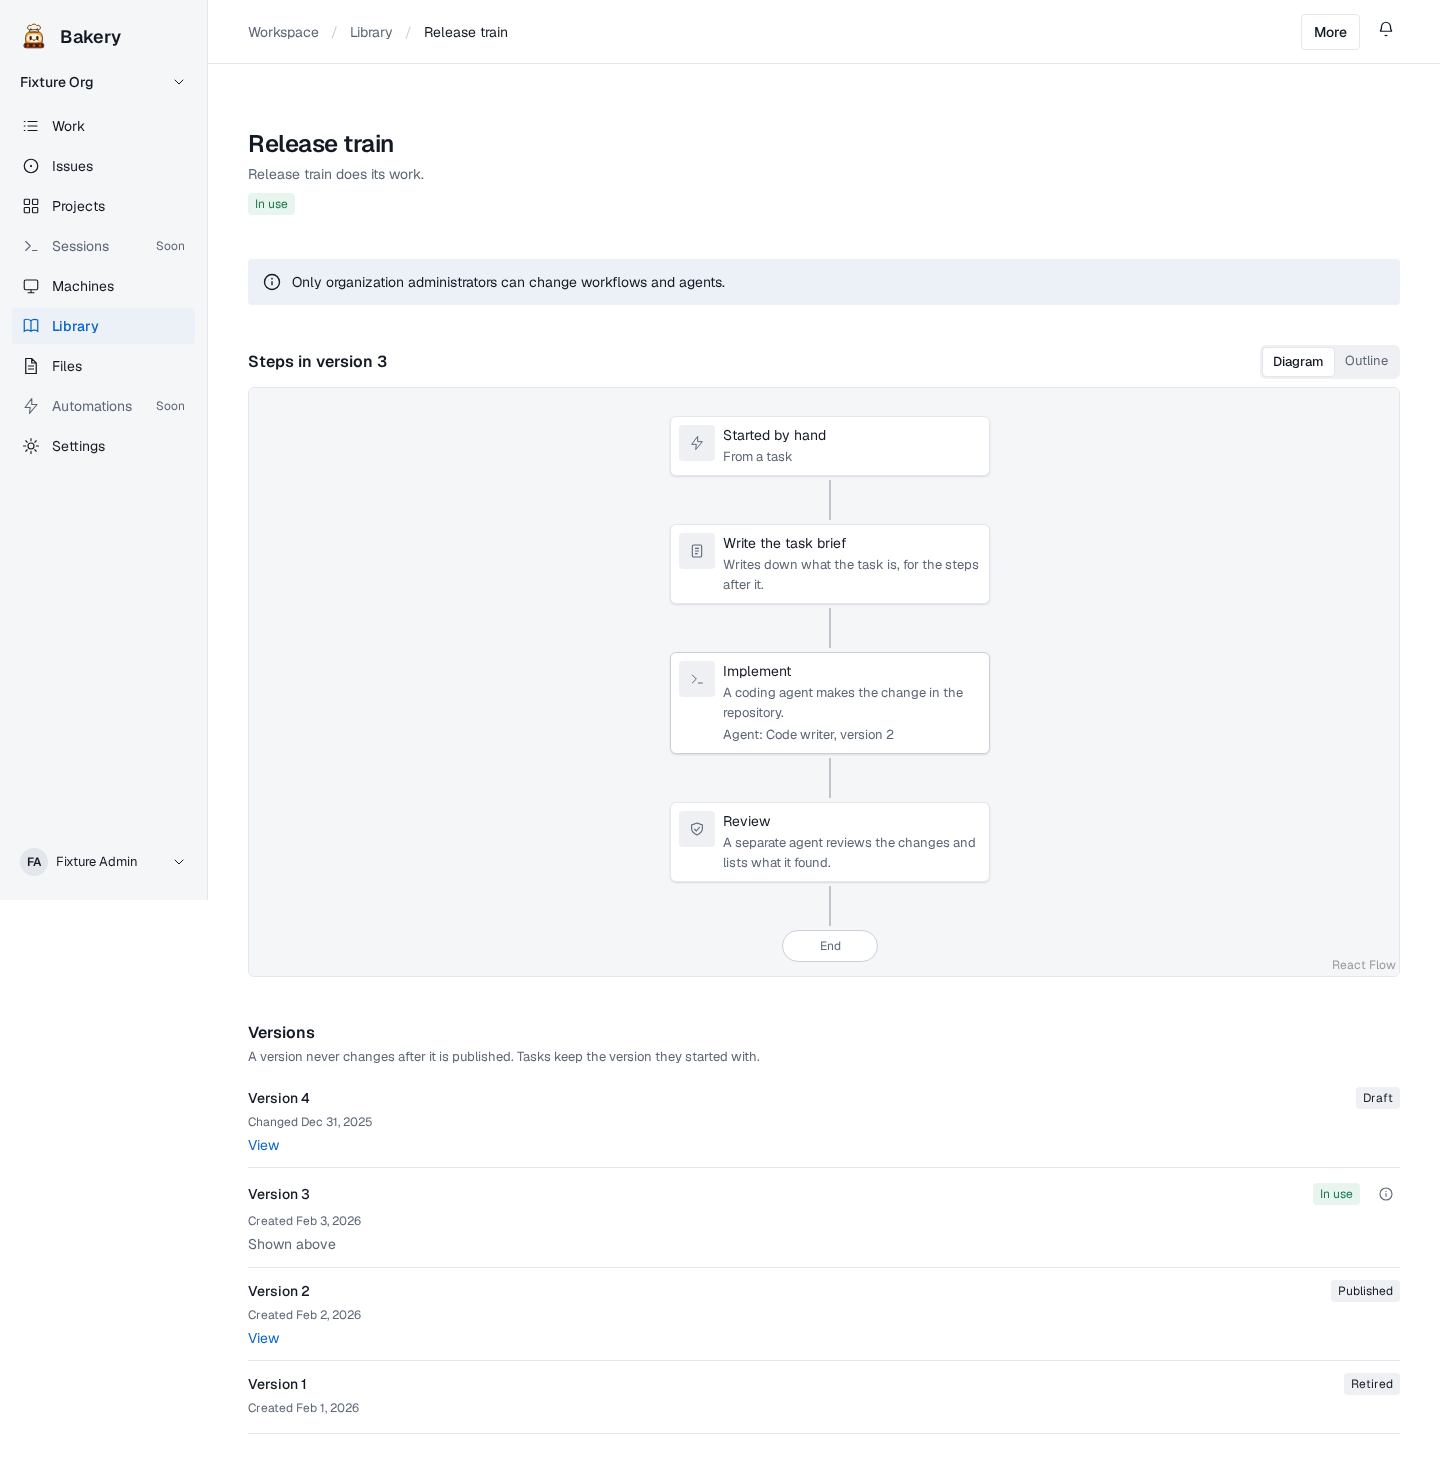 Bakery
Fixture Org
Work
Issues
Projects
Sessions Soon
Machines
Library
Files
Automations Soon
Settings
FA Fixture Admin
Workspace / Library / Release train
More
Release train
Release train does its work.
In use
Only organization administrators can change workflows and agents.
Steps in version 3
Diagram Outline
Started by hand
From a task
Write the task brief
Writes down what the task is, for the steps
after it.
Implement
A coding agent makes the change in the
repository.
Agent: Code writer, version 2
Review
A separate agent reviews the changes and
lists what it found.
End
React Flow
Versions
A version never changes after it is published. Tasks keep the version they started with.
Version 4 Draft
Changed Dec 31, 2025
View
Version 3 In use
Created Feb 3, 2026
Shown above
Version 2 Published
Created Feb 2, 2026
View
Version 1 Retired
Created Feb 1, 2026